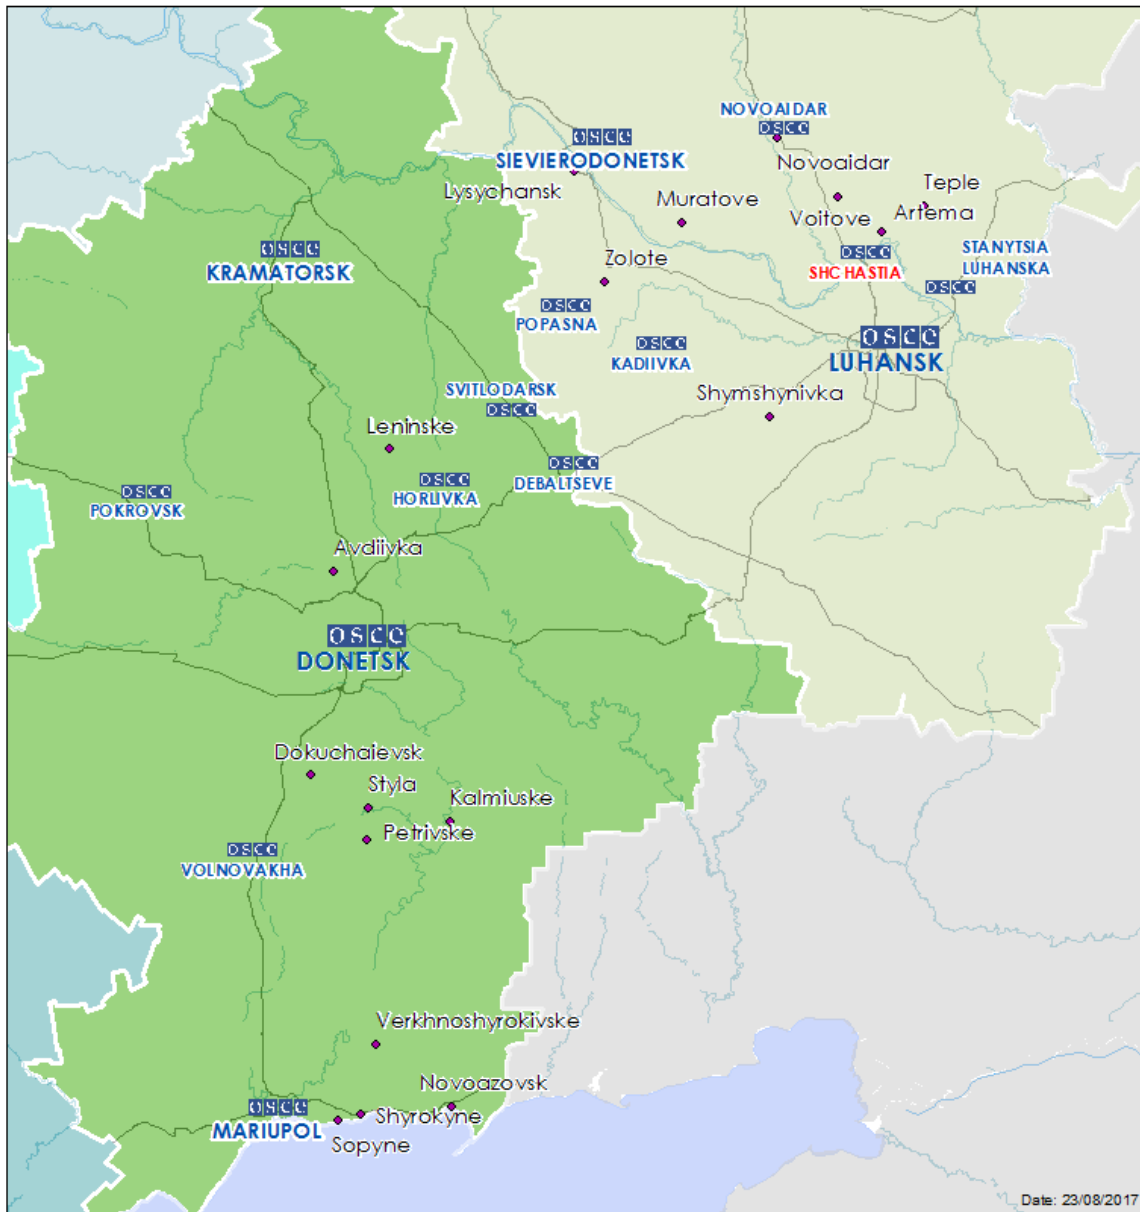 NOVOAIDAR
OSCE
OSCE
SIEVIERODONETSK
Novoaidar
Lysychansk
Teple
Muratove
Artema
Voitove
STANYTSIA
LUHANSKA
OSCE
KRAMATORSK
OSCE
SHCHASTIA
Zolote
OSCE
OSCE
POPASNA
OSCE
LUHANSK
OSCE
KADIIVKA
SVITLODARSK
OSCE
Shymshynivka
Leninske
OSCE
DEBALTSEVE
OSCE
HORLIVKA
OSCE
POKROVSK
Avdiivka
OSCE
DONETSK
Dokuchaievsk
Styla
Kalmiuske
Petrivske
OSCE
VOLNOVAKHA
Verkhnoshyrokivske
Novoazovsk
OSCE
MARIUPOL
Shyrokyne
Sopyne
Date: 23/08/2017